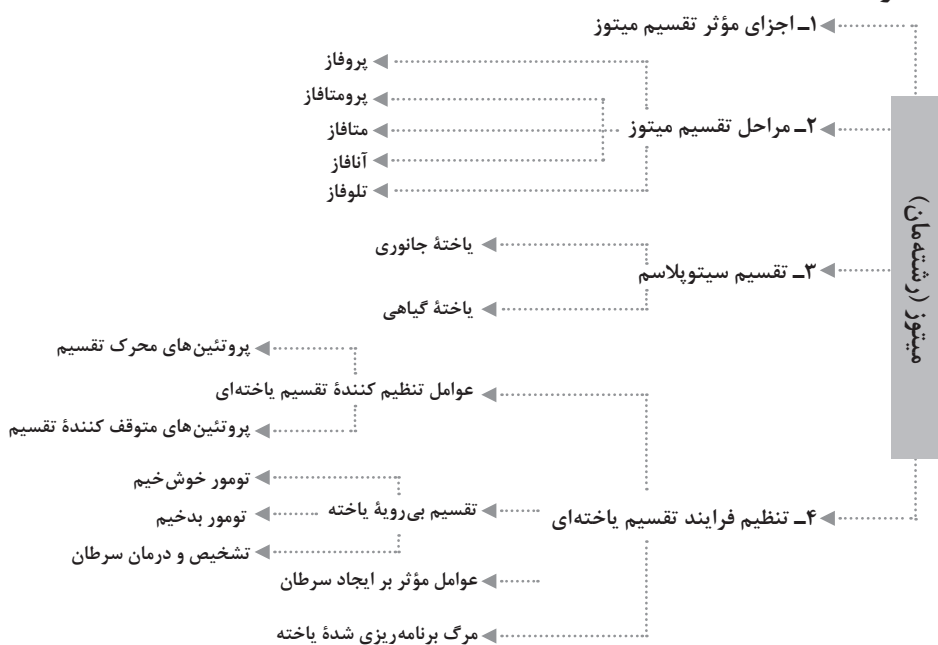 میتوز (رشته‌مان)
۱ـ اجزای مؤثر تقسیم میتوز
۲ـ مراحل تقسیم میتوز
پروفاز
پرومتافاز
متافاز
آنافاز
تلوفاز
۳ـ تقسیم سیتوپلاسم
یاختهٔ جانوری
یاختهٔ گیاهی
۴ـ تنظیم فرایند تقسیم یاخته‌ای
عوامل تنظیم کنندهٔ تقسیم یاخته‌ای
پروتئین‌های محرک تقسیم
پروتئین‌های متوقف کنندهٔ تقسیم
تقسیم بی‌رویهٔ یاخته
تومور خوش‌خیم
تومور بدخیم
تشخیص و درمان سرطان
عوامل مؤثر بر ایجاد سرطان
مرگ برنامه‌ریزی شدهٔ یاخته